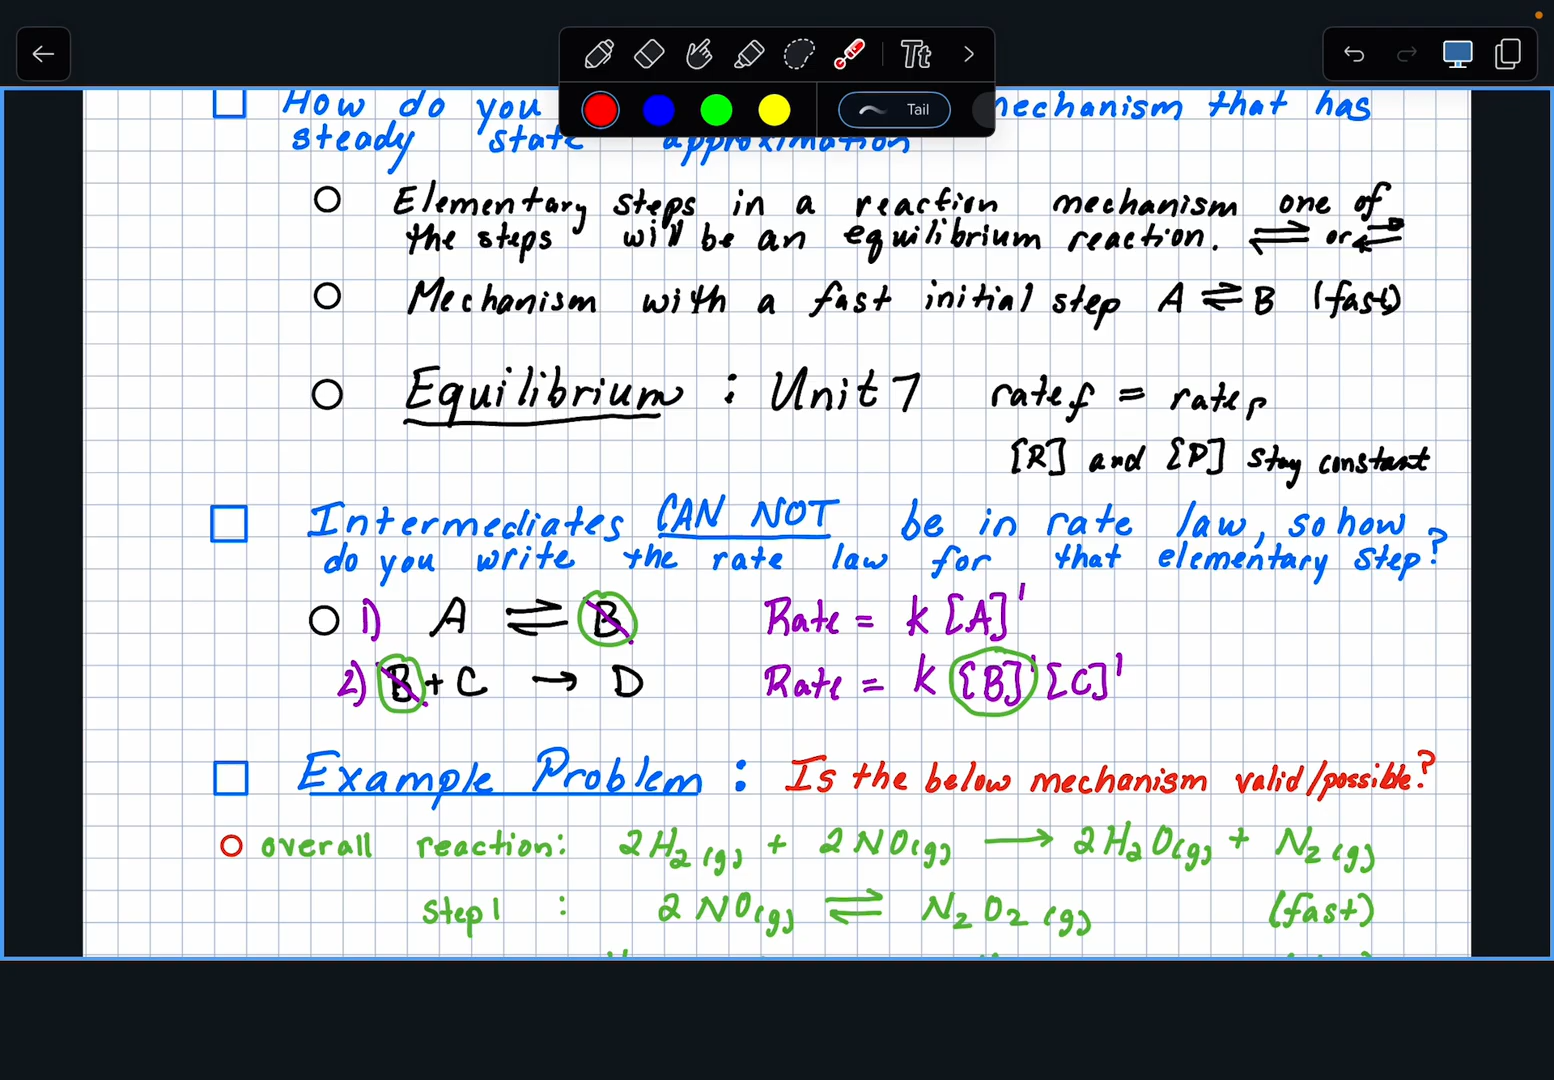 Tt
Tail
How do you mechanism that has
steady state approximation
Elementary steps in a reaction mechanism one of
the steps will be an equilibrium reaction. ⇌ or ⇄
Mechanism with a fast initial step A ⇌ B (fast)
Equilibrium : Unit 7 rate f = rate p
[R] and [P] stay constant
Intermediates CAN NOT be in rate law, so how
do you write the rate law for that elementary step?
1) A ⇌ B Rate = k [A]¹
2) B + C → D Rate = k [B]¹ [C]¹
Example Problem : Is the below mechanism valid/possible?
overall reaction: 2H₂(g) + 2NO(g) → 2H₂O(g) + N₂(g)
step 1 : 2NO(g) ⇌ N₂O₂(g) (fast)